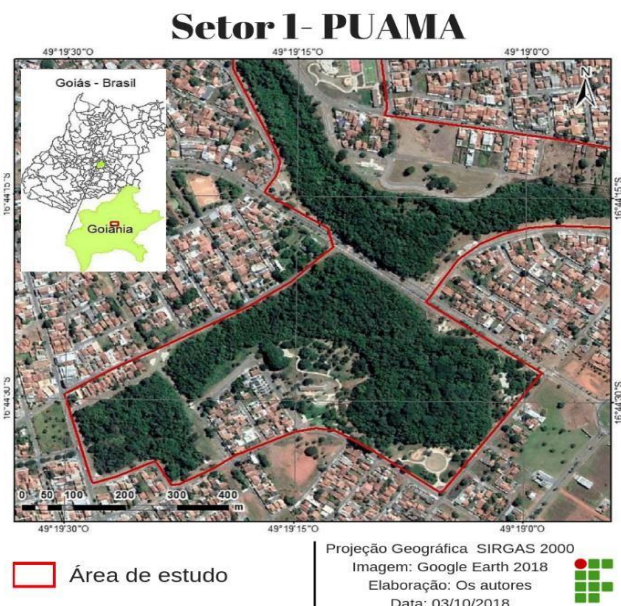 Setor 1- PUAMA
49°19'30"O 49°19'15"O 49°19'0"O
Goiás - Brasil
N
Goiânia
16°44'15"S 16°44'15"S
16°44'30"S 16°44'30"S
0 50 100 200 300 400
m
49°19'30"O 49°19'15"O 49°19'0"O
Área de estudo
Projeção Geográfica SIRGAS 2000
Imagem: Google Earth 2018
Elaboração: Os autores
Data: 03/10/2018